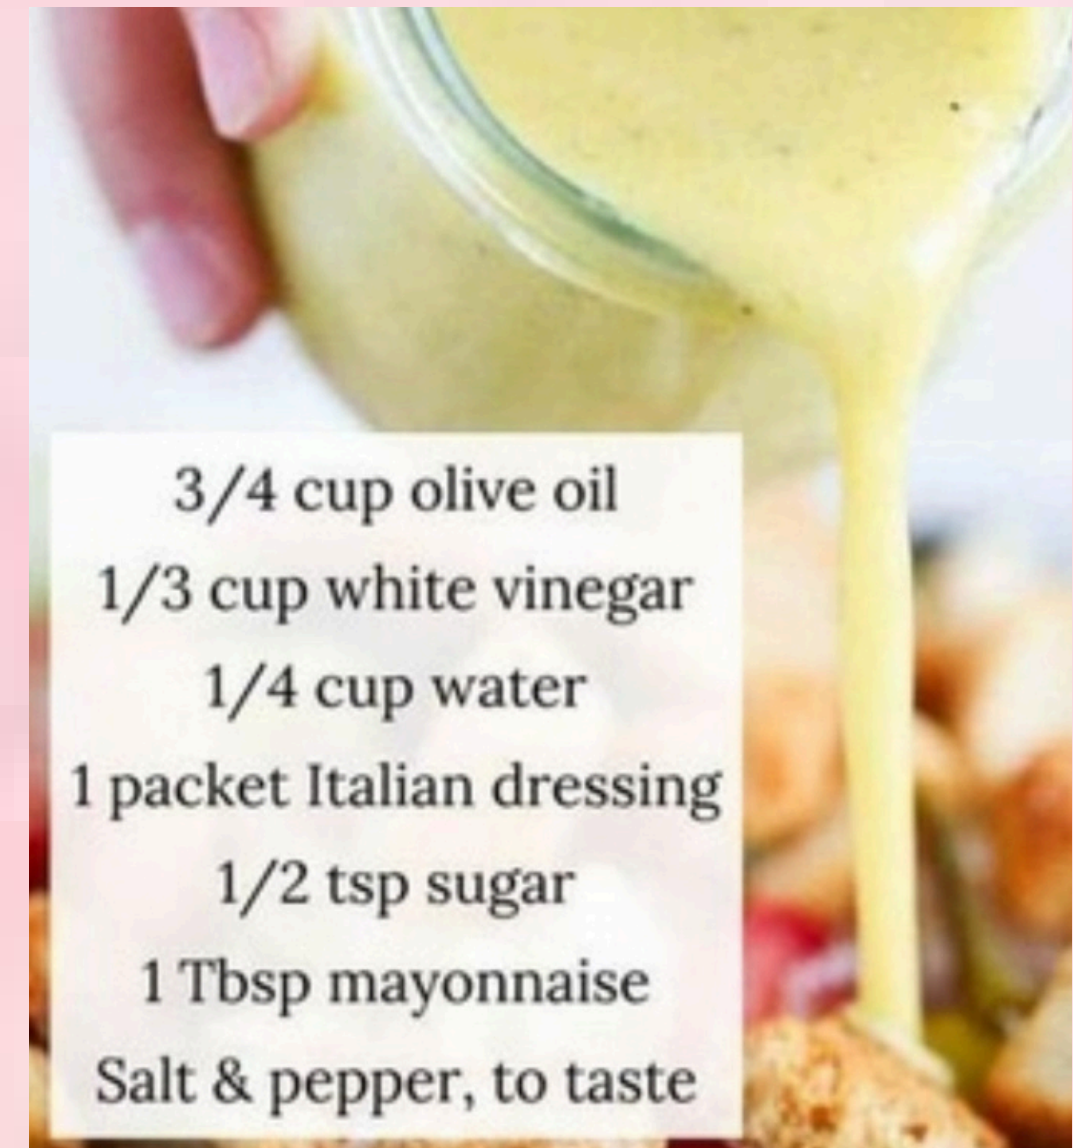 3/4 cup olive oil
1/3 cup white vinegar
1/4 cup water
1 packet Italian dressing
1/2 tsp sugar
1 Tbsp mayonnaise
Salt & pepper, to taste